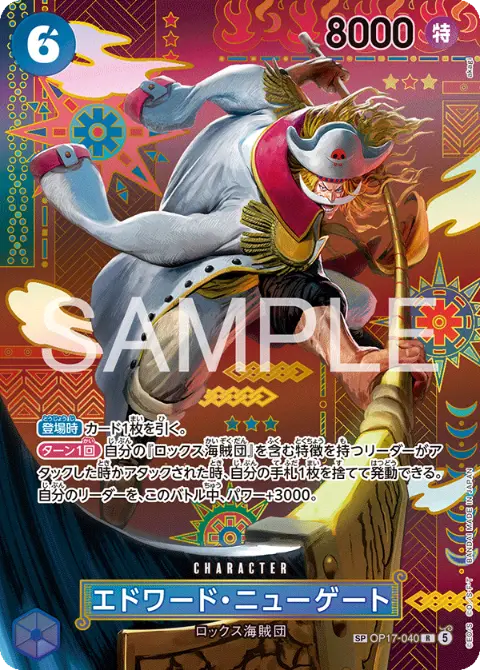 6
8000 特
SAMPLE
登場時 カード1枚を引く。
ターン1回 自分の『ロックス海賊団』を含む特徴を持つリーダーがア
タックした時かアタックされた時、自分の手札1枚を捨てて発動できる。
自分のリーダーを、このバトル中、パワー+3000。
CHARACTER
エドワード・ニューゲート
ロックス海賊団
SP OP17-040 R 5
BANDAI MADE IN JAPAN